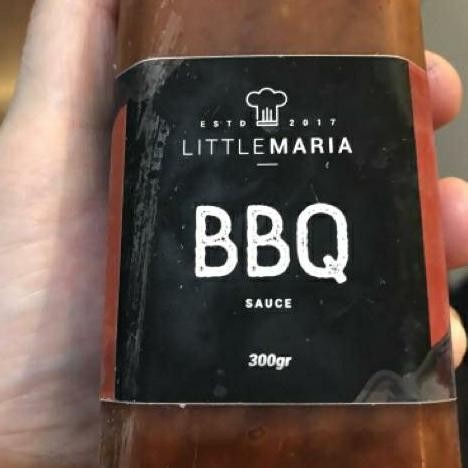 ESTD 2017
LITTLEMARIA
BBQ
SAUCE
300gr